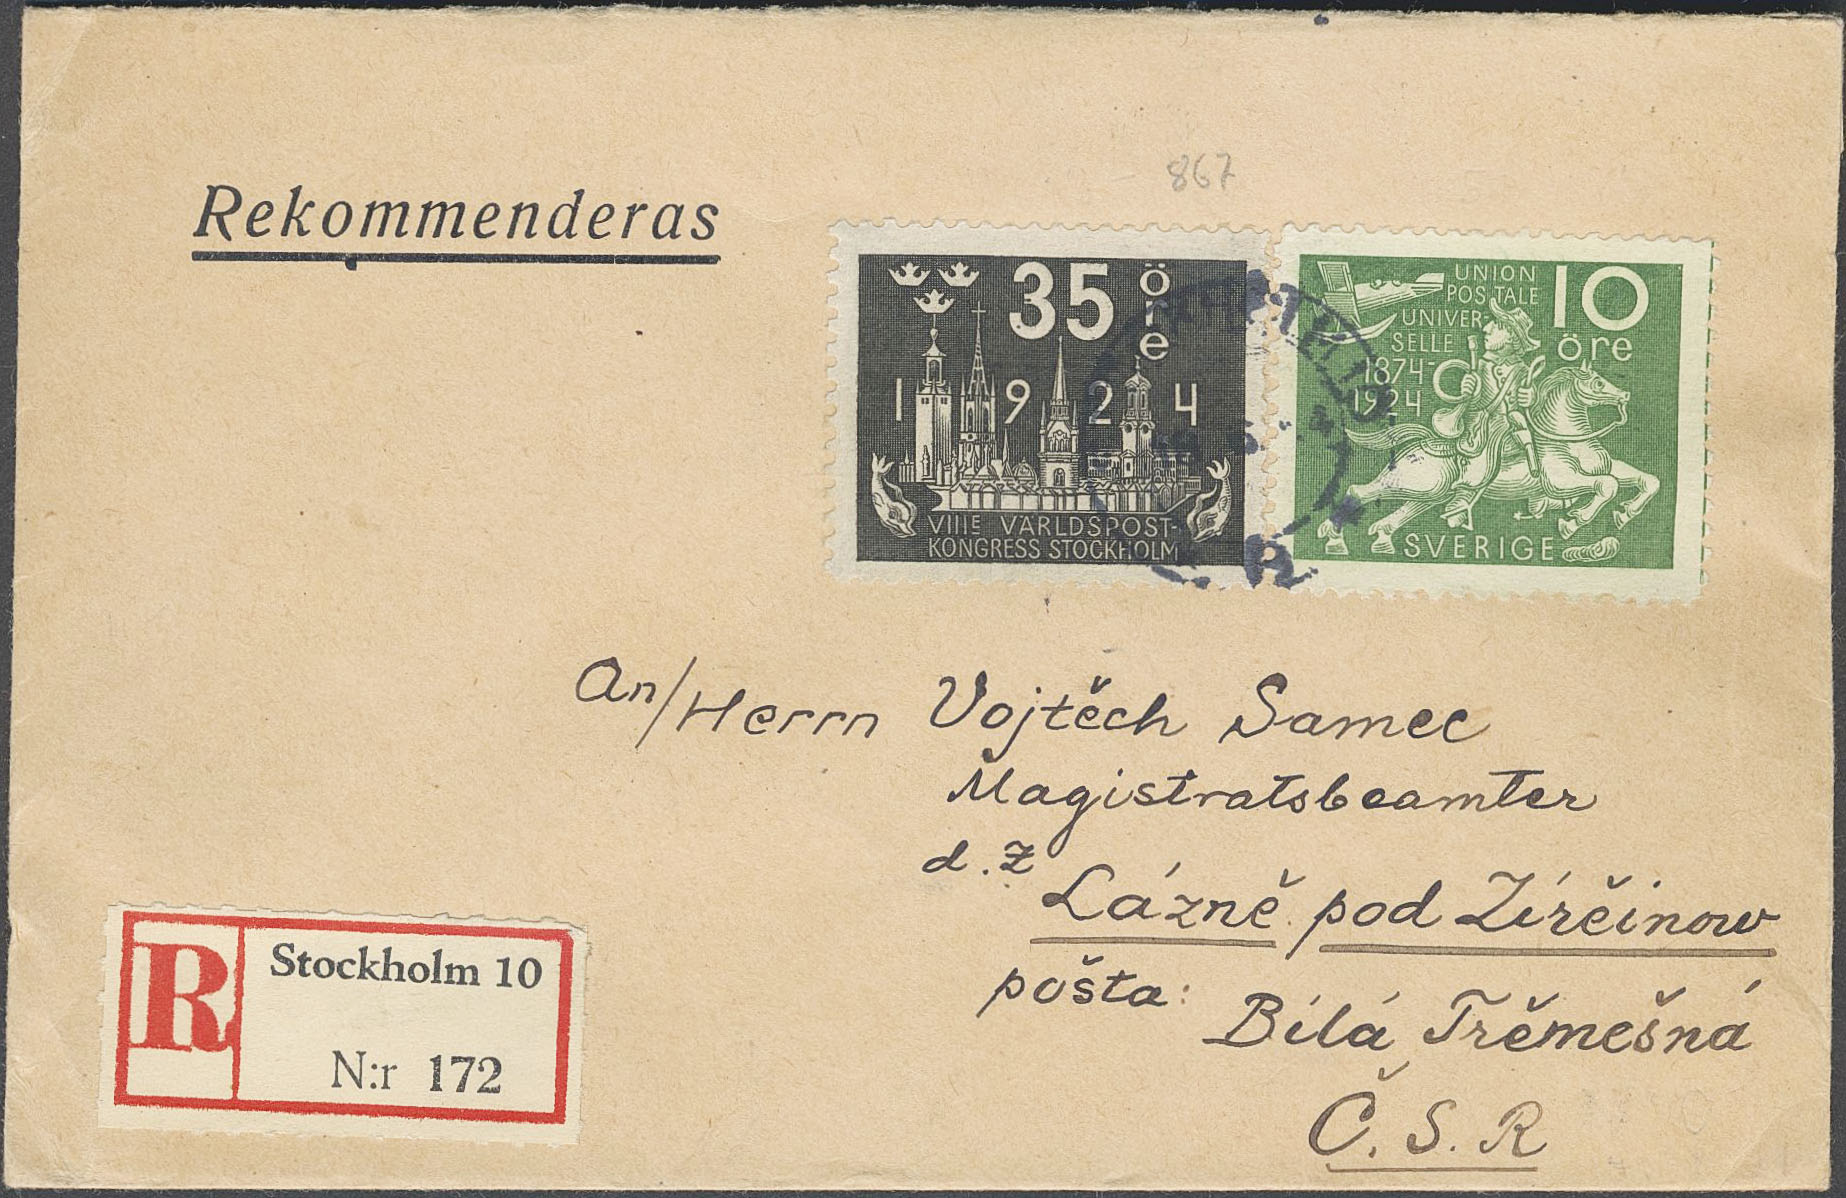 867
Rekommenderas
35 öre
1924
VIIIE VÄRLDSPOST-
KONGRESS STOCKHOLM
UNION
POSTALE
UNIVER-
SELLE
1874-
1924
10
öre
SVERIGE
An/Herrn Vojtěch Samec
Magistratsbeamter
d. Z
Lázně pod Zírčinow
pošta:
Bílá Třěmešná
Č. S. R
R
Stockholm 10
N:r 172